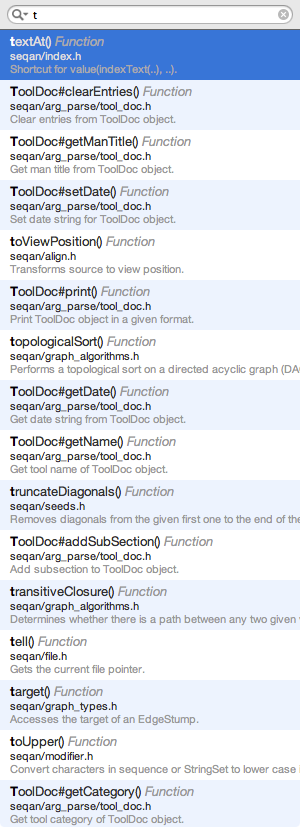 t
textAt() Function
seqan/index.h
Shortcut for value(indexText(..), ..).
ToolDoc#clearEntries() Function
seqan/arg_parse/tool_doc.h
Clear entries from ToolDoc object.
ToolDoc#getManTitle() Function
seqan/arg_parse/tool_doc.h
Get man title from ToolDoc object.
ToolDoc#setDate() Function
seqan/arg_parse/tool_doc.h
Set date string for ToolDoc object.
toViewPosition() Function
seqan/align.h
Transforms source to view position.
ToolDoc#print() Function
seqan/arg_parse/tool_doc.h
Print ToolDoc object in a given format.
topologicalSort() Function
seqan/graph_algorithms.h
Performs a topological sort on a directed acyclic graph (DAG
ToolDoc#getDate() Function
seqan/arg_parse/tool_doc.h
Get date string from ToolDoc object.
ToolDoc#getName() Function
seqan/arg_parse/tool_doc.h
Get tool name of ToolDoc object.
truncateDiagonals() Function
seqan/seeds.h
Removes diagonals from the given first one to the end of the
ToolDoc#addSubSection() Function
seqan/arg_parse/tool_doc.h
Add subsection to ToolDoc object.
transitiveClosure() Function
seqan/graph_algorithms.h
Determines whether there is a path between any two given
tell() Function
seqan/file.h
Gets the current file pointer.
target() Function
seqan/graph_types.h
Accesses the target of an EdgeStump.
toUpper() Function
seqan/modifier.h
Convert characters in sequence or StringSet to lower case
ToolDoc#getCategory() Function
seqan/arg_parse/tool_doc.h
Get tool category of ToolDoc object.